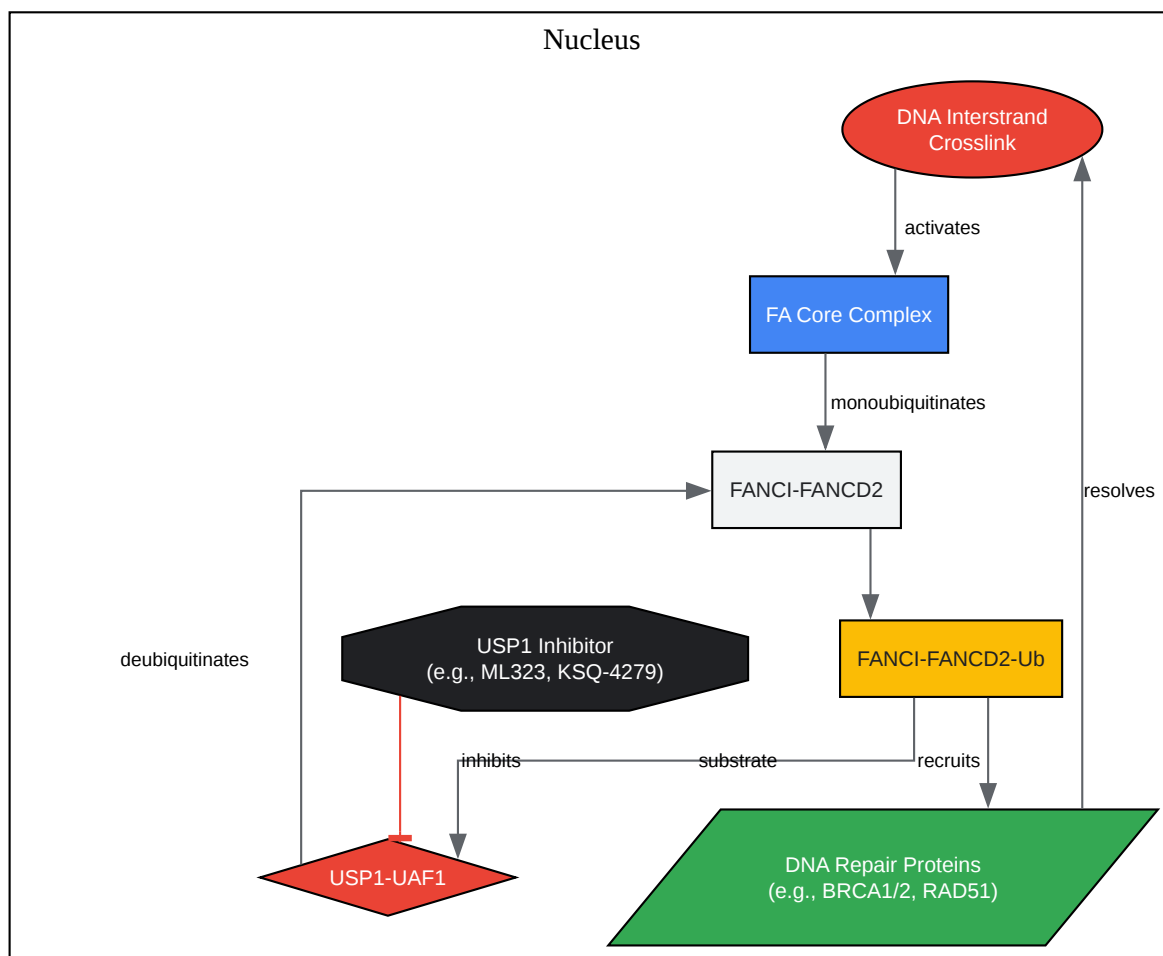 Nucleus
DNA Interstrand
Crosslink
activates
FA Core Complex
monoubiquitinates
FANCI-FANCD2
resolves
USP1 Inhibitor
(e.g., ML323, KSQ-4279)
deubiquitinates
FANCI-FANCD2-Ub
inhibits
substrate
recruits
USP1-UAF1
DNA Repair Proteins
(e.g., BRCA1/2, RAD51)